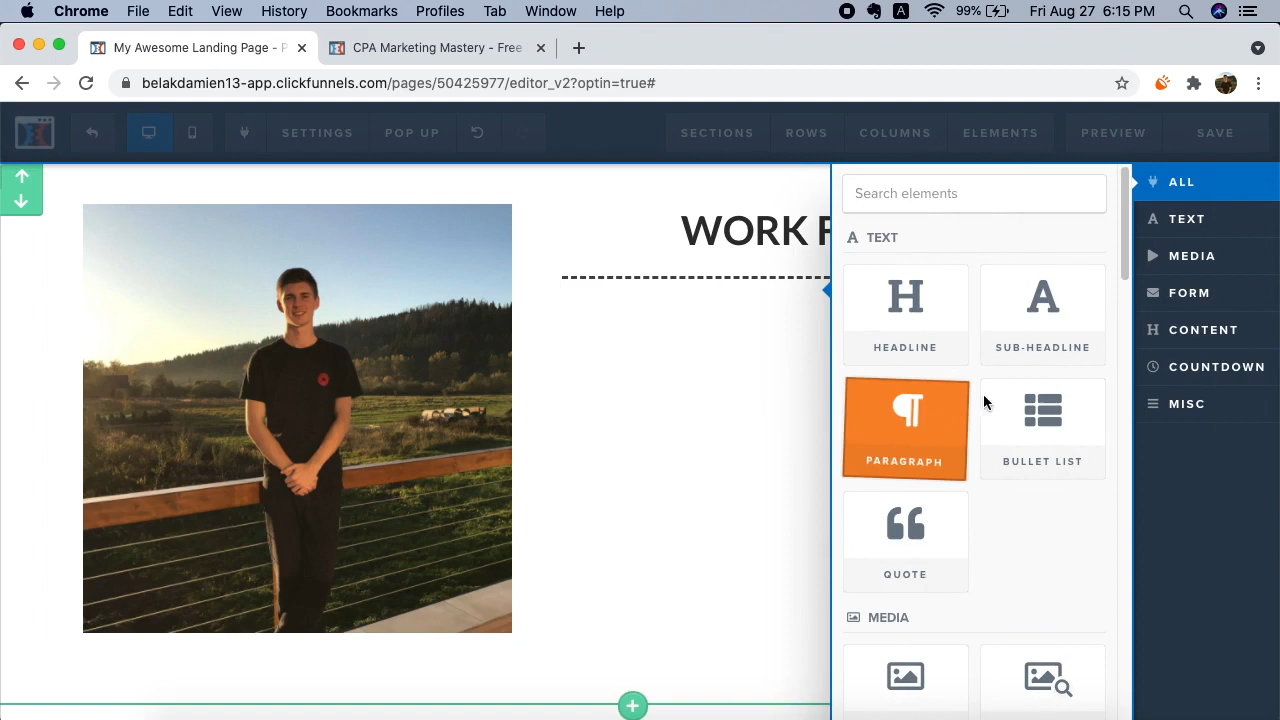 Chrome File Edit View History Bookmarks Profiles Tab Window Help A 99% Fri Aug 27 6:15 PM
My Awesome Landing Page - P CPA Marketing Mastery - Free
belakdamien13-app.clickfunnels.com/pages/50425977/editor_v2?optin=true#
SETTINGS POP UP SECTIONS ROWS COLUMNS ELEMENTS PREVIEW SAVE
WORK F
Search elements
A TEXT
H A
HEADLINE SUB-HEADLINE
PARAGRAPH BULLET LIST
QUOTE
MEDIA
ALL
A TEXT
MEDIA
FORM
H CONTENT
COUNTDOWN
MISC